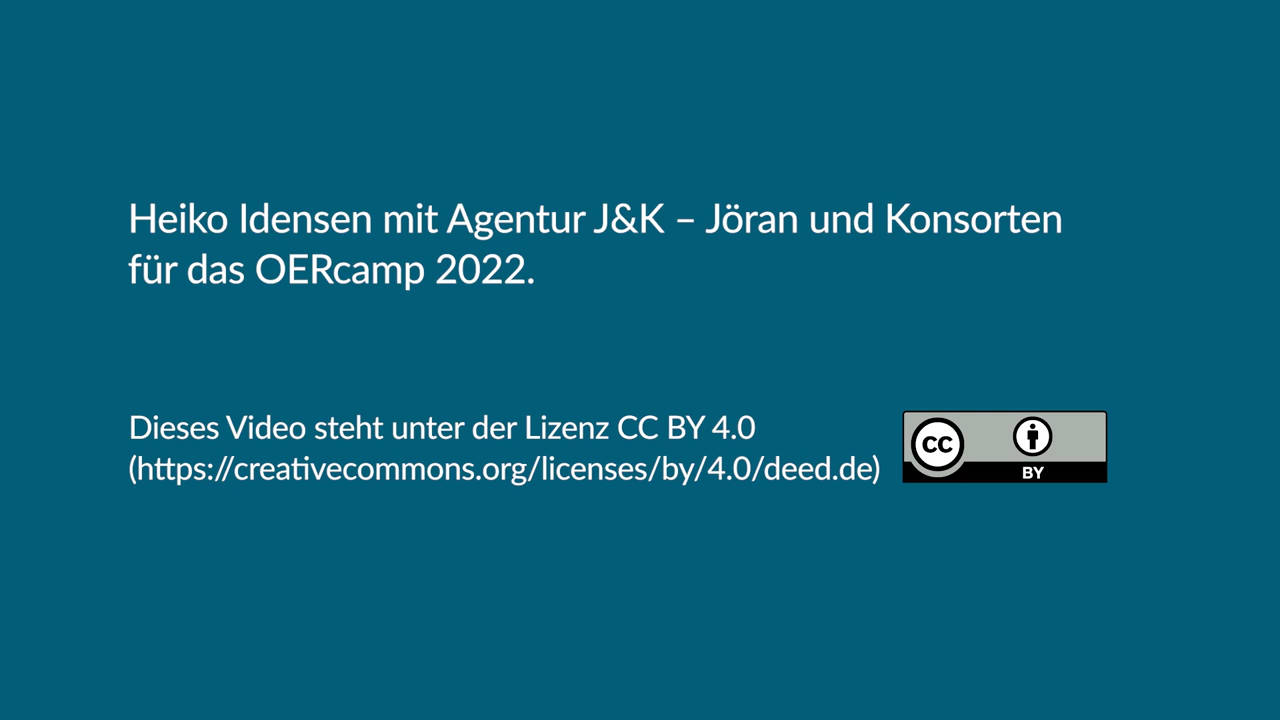 Heiko Idensen mit Agentur J&K – Jöran und Konsorten
für das OERcamp 2022.
Dieses Video steht unter der Lizenz CC BY 4.0
(https://creativecommons.org/licenses/by/4.0/deed.de)
CC
BY